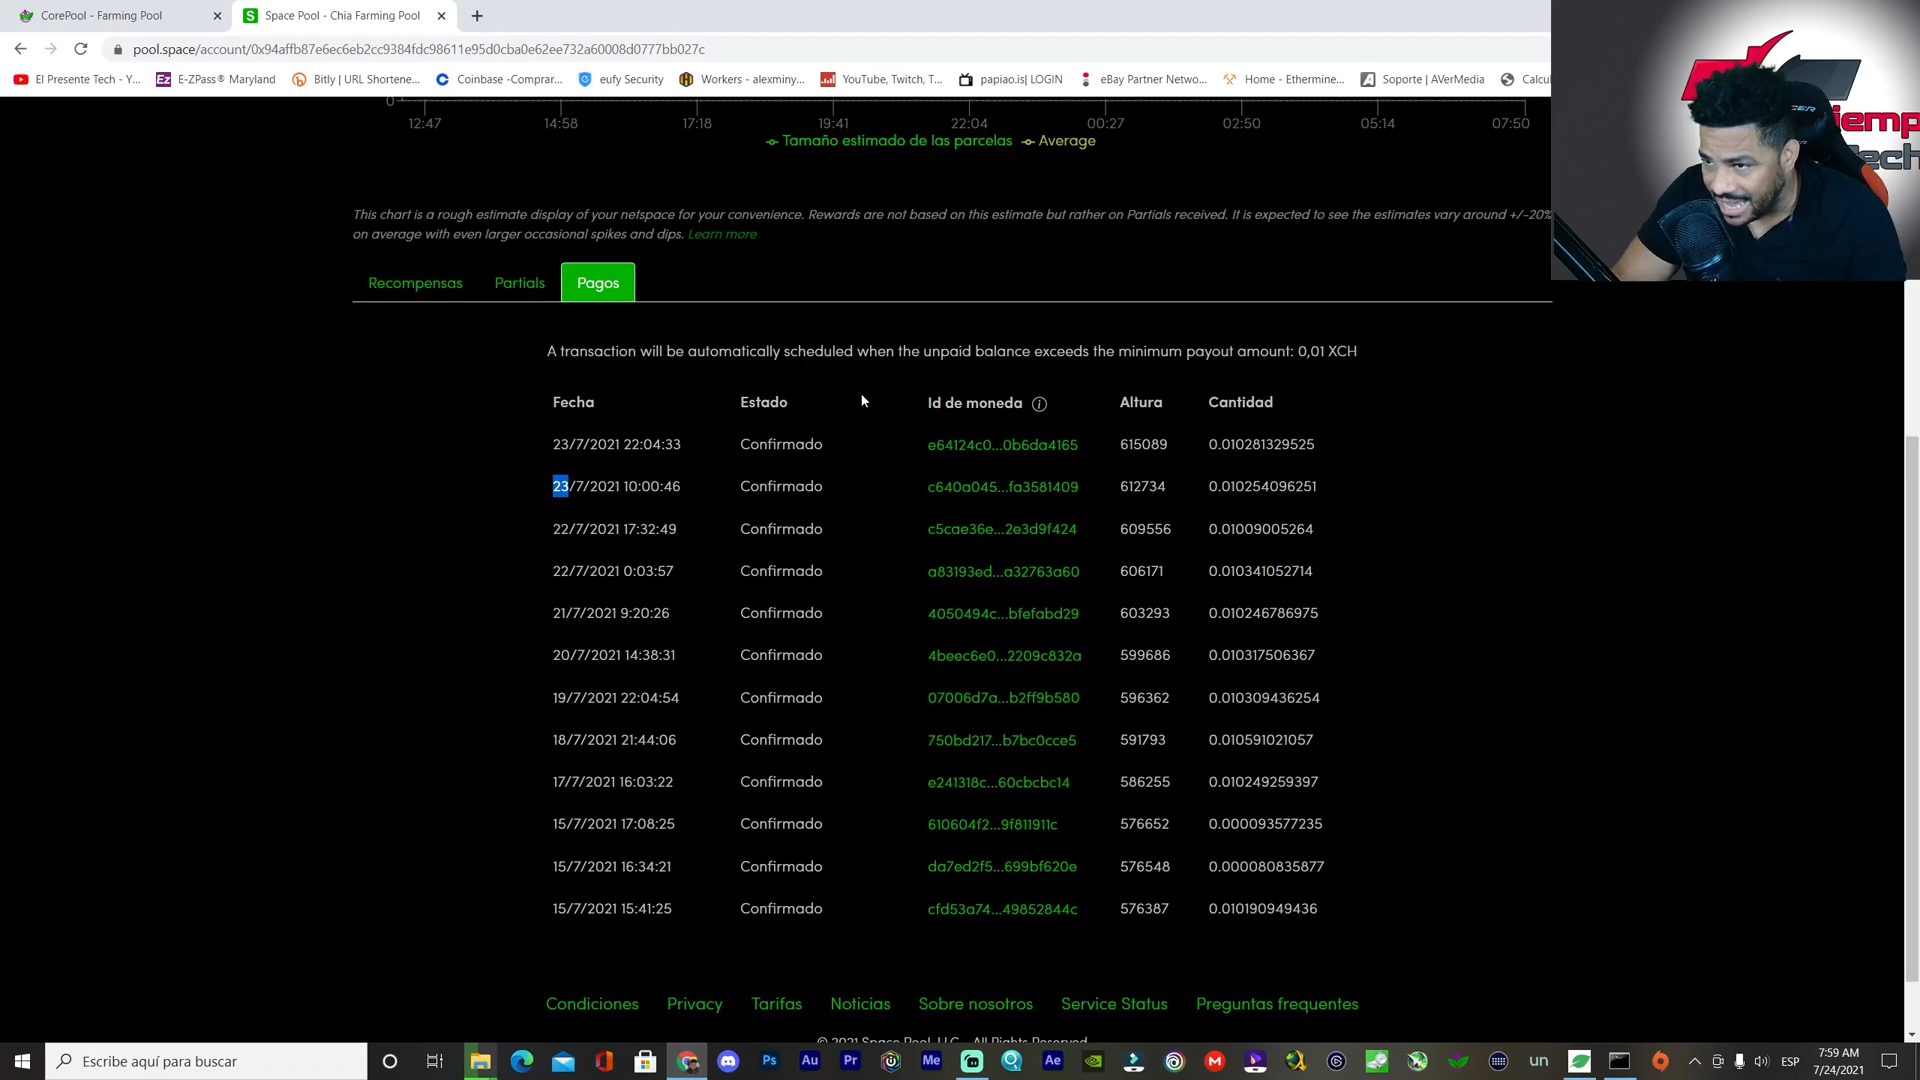 CorePool - Farming Pool
Space Pool - Chia Farming Pool
pool.space/account/0x94affb87e6ec6eb2cc9384fdc98611e95d0cba0e62ee732a60008d0777bb027c
El Presente Tech - Y...
E-ZPass® Maryland
Bitly | URL Shortene...
Coinbase -Comprar...
eufy Security
Workers - alexminy...
YouTube, Twitch, T...
papiao.is| LOGIN
eBay Partner Netwo...
Home - Ethermine...
Soporte | AVerMedia
Calcu
0
12:47 14:58 17:18 19:41 22:04 00:27 02:50 05:14 07:50
Tamaño estimado de las parcelas Average
This chart is a rough estimate display of your netspace for your convenience. Rewards are not based on this estimate but rather on Partials received. It is expected to see the estimates vary around +/-20%
on average with even larger occasional spikes and dips. Learn more
Recompensas Partials Pagos
A transaction will be automatically scheduled when the unpaid balance exceeds the minimum payout amount: 0,01 XCH
Fecha Estado Id de moneda Altura Cantidad
23/7/2021 22:04:33 Confirmado e64124c0...0b6da4165 615089 0.010281329525
23/7/2021 10:00:46 Confirmado c640a045...fa3581409 612734 0.010254096251
22/7/2021 17:32:49 Confirmado c5cae36e...2e3d9f424 609556 0.01009005264
22/7/2021 0:03:57 Confirmado a83193ed...a32763a60 606171 0.010341052714
21/7/2021 9:20:26 Confirmado 4050494c...bfefabd29 603293 0.010246786975
20/7/2021 14:38:31 Confirmado 4beec6e0...2209c832a 599686 0.010317506367
19/7/2021 22:04:54 Confirmado 07006d7a...b2ff9b580 596362 0.010309436254
18/7/2021 21:44:06 Confirmado 750bd217...b7bc0cce5 591793 0.010591021057
17/7/2021 16:03:22 Confirmado e241318c...60cbcbc14 586255 0.010249259397
15/7/2021 17:08:25 Confirmado 610604f2...9f811911c 576652 0.000093577235
15/7/2021 16:34:21 Confirmado da7ed2f5...699bf620e 576548 0.000080835877
15/7/2021 15:41:25 Confirmado cfd53a74...49852844c 576387 0.010190949436
Condiciones Privacy Tarifas Noticias Sobre nosotros Service Status Preguntas frequentes
© 2021 Space Pool, LLC - All Rights Reserved
Escribe aquí para buscar
ESP
7:59 AM
7/24/2021